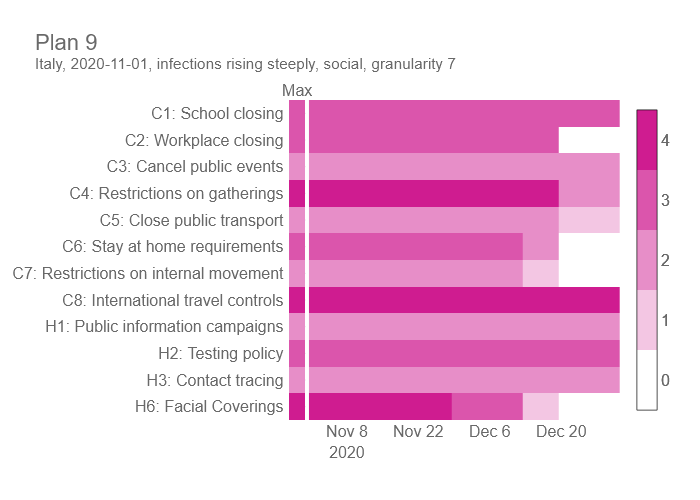 Plan 9
Italy, 2020-11-01, infections rising steeply, social, granularity 7
Max
C1: School closing
C2: Workplace closing
C3: Cancel public events
C4: Restrictions on gatherings
C5: Close public transport
C6: Stay at home requirements
C7: Restrictions on internal movement
C8: International travel controls
H1: Public information campaigns
H2: Testing policy
H3: Contact tracing
H6: Facial Coverings
Nov 8 Nov 22 Dec 6 Dec 20
2020
4
3
2
1
0